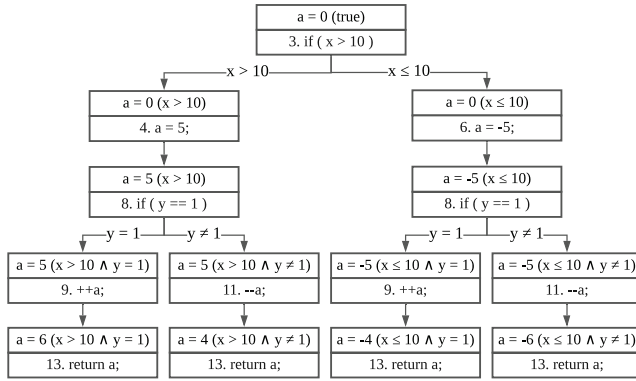 a = 0 (true)
3. if ( x > 10 )
x > 10
x ≤ 10
a = 0 (x > 10)
4. a = 5;
a = 0 (x ≤ 10)
6. a = -5;
a = 5 (x > 10)
8. if ( y == 1 )
a = -5 (x ≤ 10)
8. if ( y == 1 )
y = 1
y ≠ 1
y = 1
y ≠ 1
a = 5 (x > 10 ∧ y = 1)
9. ++a;
a = 5 (x > 10 ∧ y ≠ 1)
11. --a;
a = -5 (x ≤ 10 ∧ y = 1)
9. ++a;
a = -5 (x ≤ 10 ∧ y ≠ 1)
11. --a;
a = 6 (x > 10 ∧ y = 1)
13. return a;
a = 4 (x > 10 ∧ y ≠ 1)
13. return a;
a = -4 (x ≤ 10 ∧ y = 1)
13. return a;
a = -6 (x ≤ 10 ∧ y ≠ 1)
13. return a;